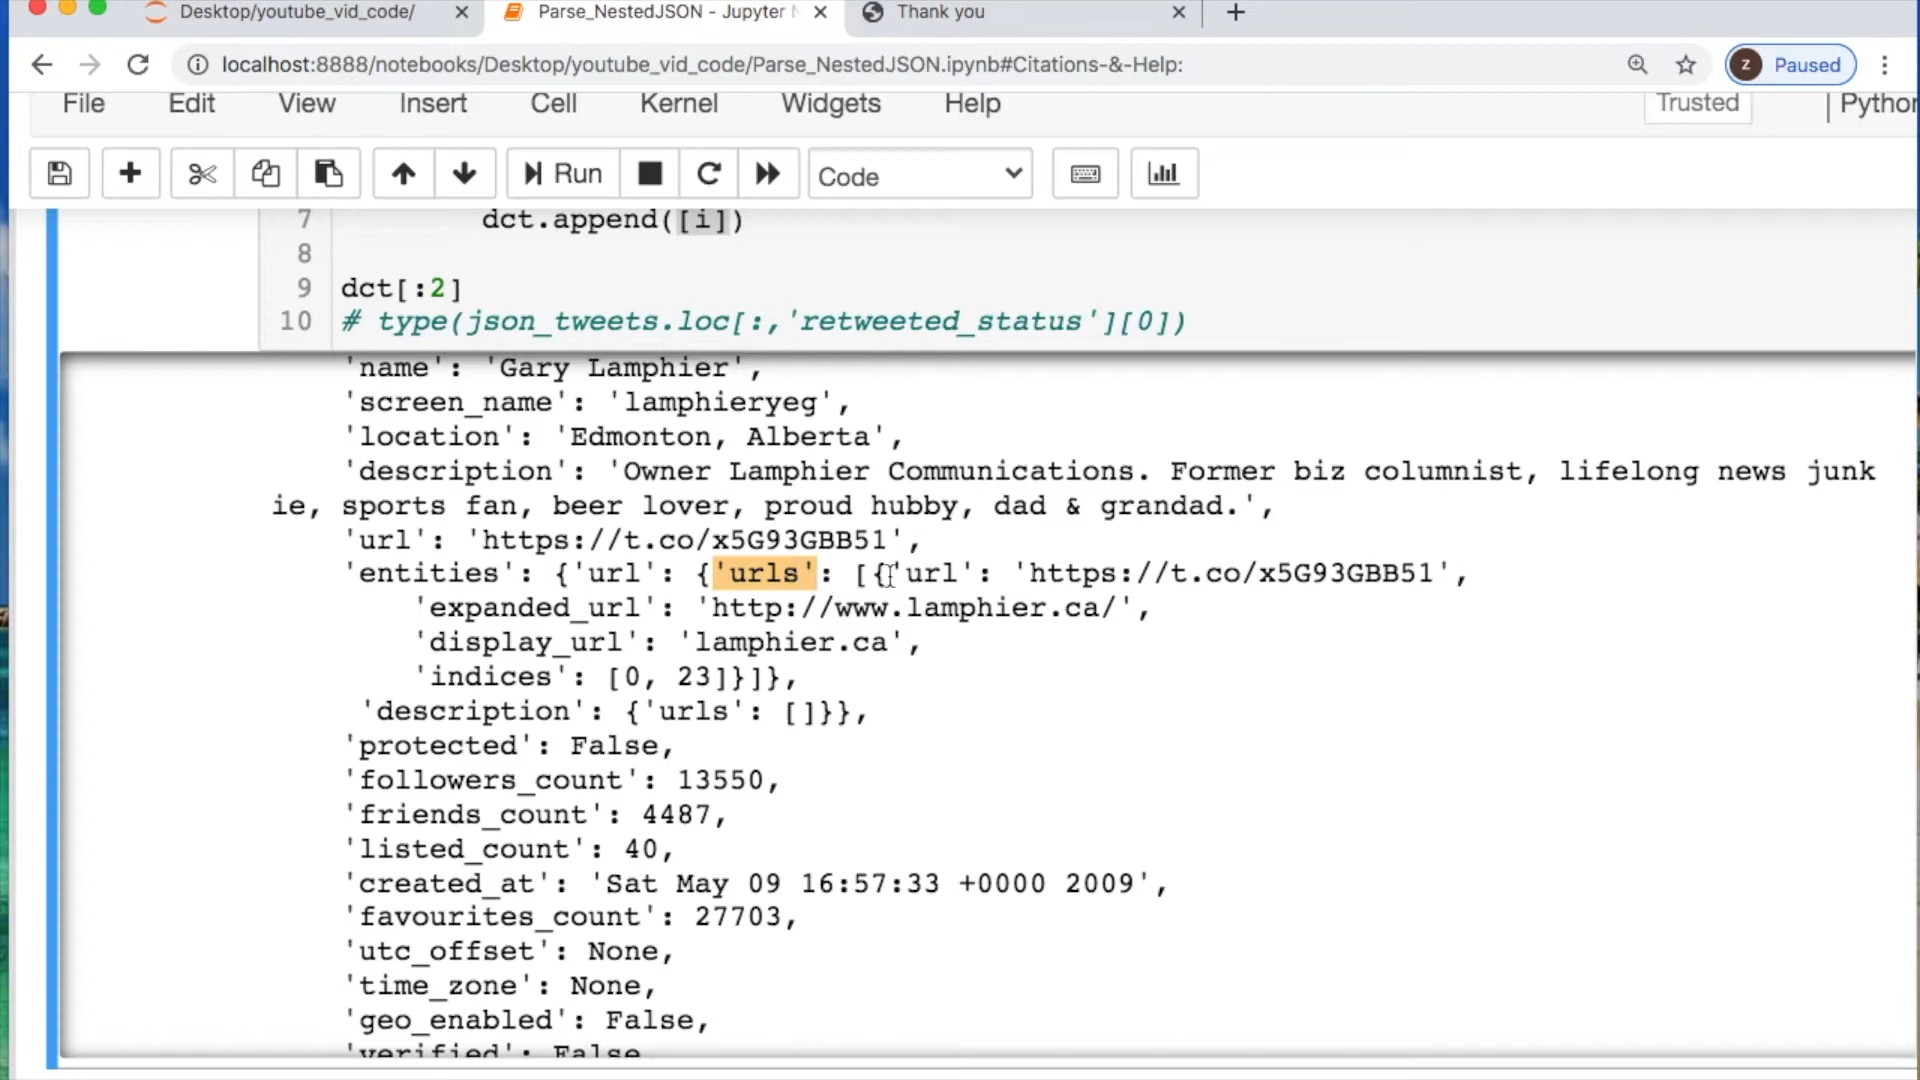 Desktop/youtube_vid_code/
Parse_NestedJSON - Jupyter
Thank you
localhost:8888/notebooks/Desktop/youtube_vid_code/Parse_NestedJSON.ipynb#Citations-&-Help:
Z Paused
File Edit View Insert Cell Kernel Widgets Help Trusted Python
Run Code
7 dct.append([i])
8
9 dct[:2]
10 # type(json_tweets.loc[:,'retweeted_status'][0])
'name': 'Gary Lamphier',
'screen_name': 'lamphieryeg',
'location': 'Edmonton, Alberta',
'description': 'Owner Lamphier Communications. Former biz columnist, lifelong news junk
ie, sports fan, beer lover, proud hubby, dad & grandad.',
'url': 'https://t.co/x5G93GBB51',
'entities': {'url': {'urls': [{'url': 'https://t.co/x5G93GBB51',
'expanded_url': 'http://www.lamphier.ca/',
'display_url': 'lamphier.ca',
'indices': [0, 23]}]},
'description': {'urls': []}},
'protected': False,
'followers_count': 13550,
'friends_count': 4487,
'listed_count': 40,
'created_at': 'Sat May 09 16:57:33 +0000 2009',
'favourites_count': 27703,
'utc_offset': None,
'time_zone': None,
'geo_enabled': False,
'verified': False